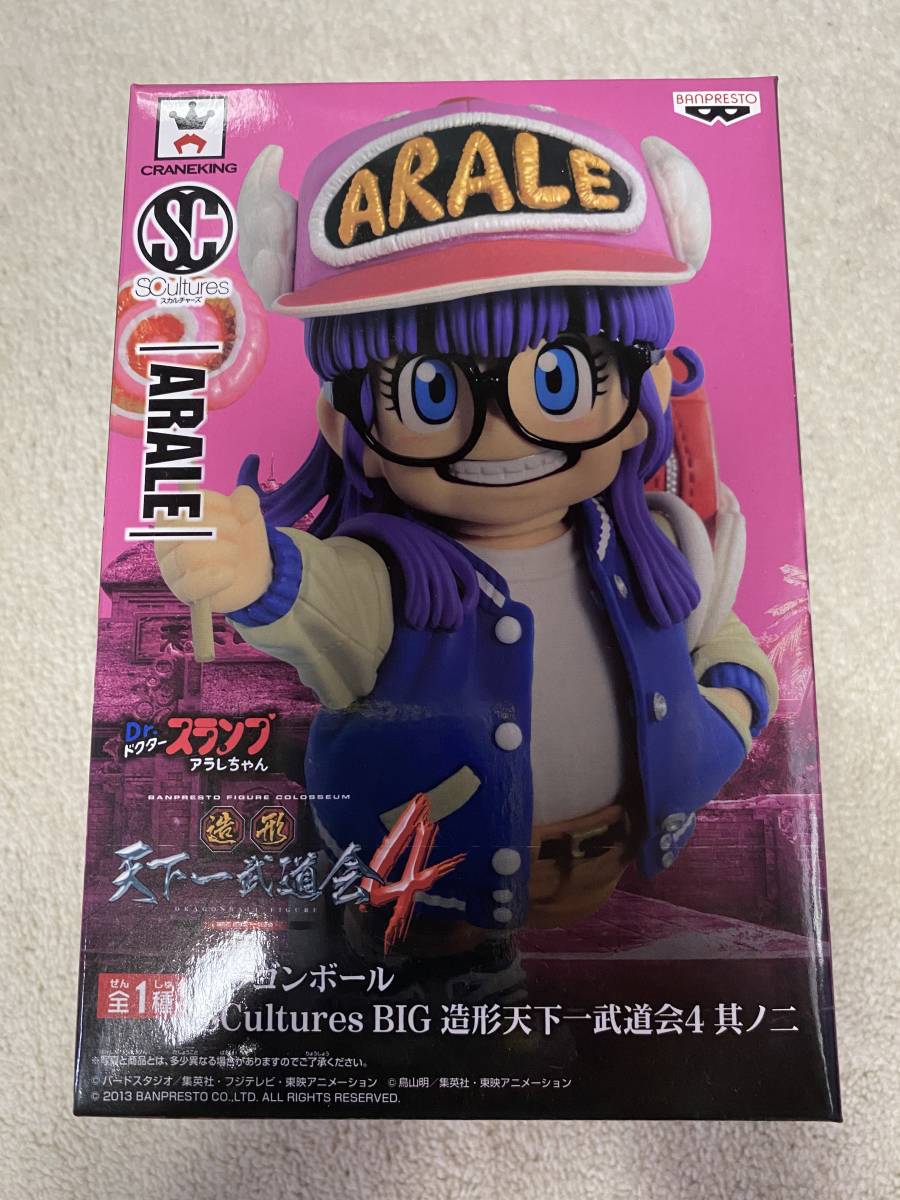 CRANEKING
BANPRESTO
ARALE
SC
SCultures
スカルチャーズ
ARALE
Dr.
ドクター スランプ
アラレちゃん
BANPRESTO FIGURE COLOSSEUM
造形
天下一武道会4
DRAGONBALL FIGURE
ぜん しゅ
全1種
ゴンボール
SCultures BIG 造形天下一武道会4 其ノ二
※写真と商品とは、多少異なる場合がありますのでご了承ください。
©バードスタジオ/集英社・フジテレビ・東映アニメーション ©鳥山明/集英社・東映アニメーション
© 2013 BANPRESTO CO.,LTD. ALL RIGHTS RESERVED.